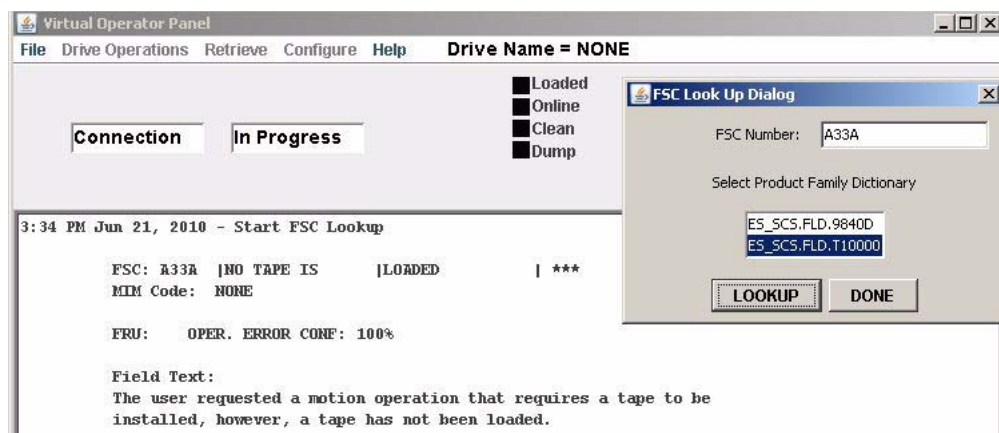 Virtual Operator Panel
File Drive Operations Retrieve Configure Help Drive Name = NONE
Loaded
Online
Clean
Dump
Connection In Progress
FSC Look Up Dialog
FSC Number: A33A
Select Product Family Dictionary
ES_SCS.FLD.9840D
ES_SCS.FLD.T10000
LOOKUP DONE
3:34 PM Jun 21, 2010 - Start FSC Lookup
FSC: A33A |NO TAPE IS |LOADED | ***
MIM Code: NONE
FRU: OPER. ERROR CONF: 100%
Field Text:
The user requested a motion operation that requires a tape to be
installed, however, a tape has not been loaded.